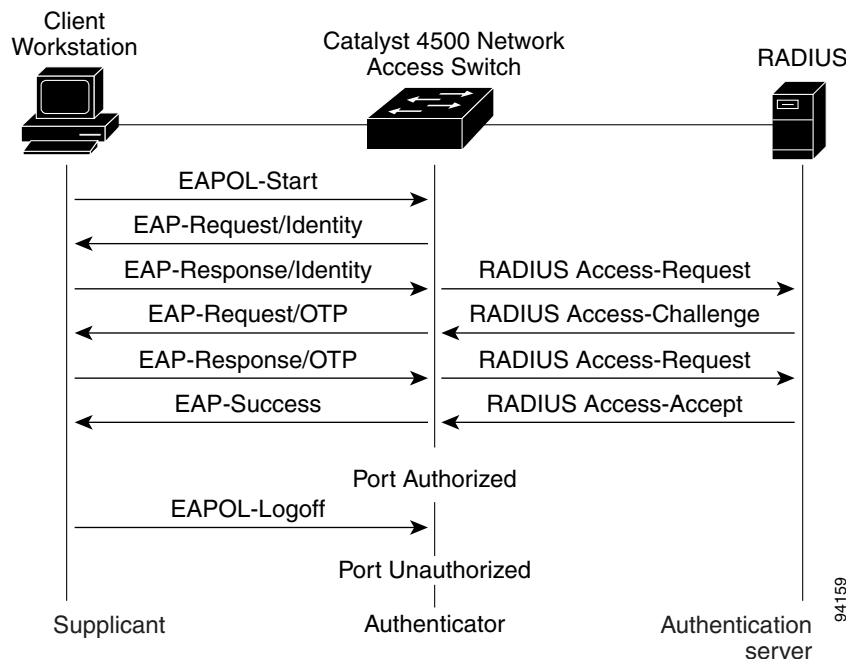 Client
Workstation
Catalyst 4500 Network
Access Switch
RADIUS
EAPOL-Start
EAP-Request/Identity
EAP-Response/Identity
RADIUS Access-Request
EAP-Request/OTP
RADIUS Access-Challenge
EAP-Response/OTP
RADIUS Access-Request
EAP-Success
RADIUS Access-Accept
Port Authorized
EAPOL-Logoff
Port Unauthorized
Supplicant
Authenticator
Authentication
server
94159